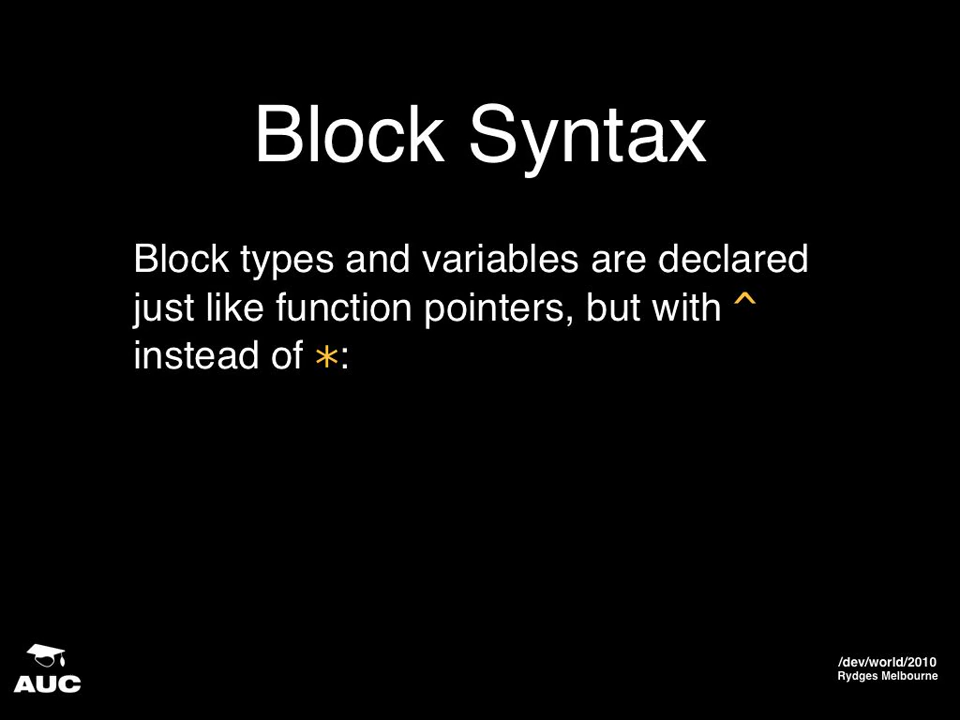 Block Syntax
Block types and variables are declared
just like function pointers, but with ^
instead of *:
AUC
/dev/world/2010
Rydges Melbourne